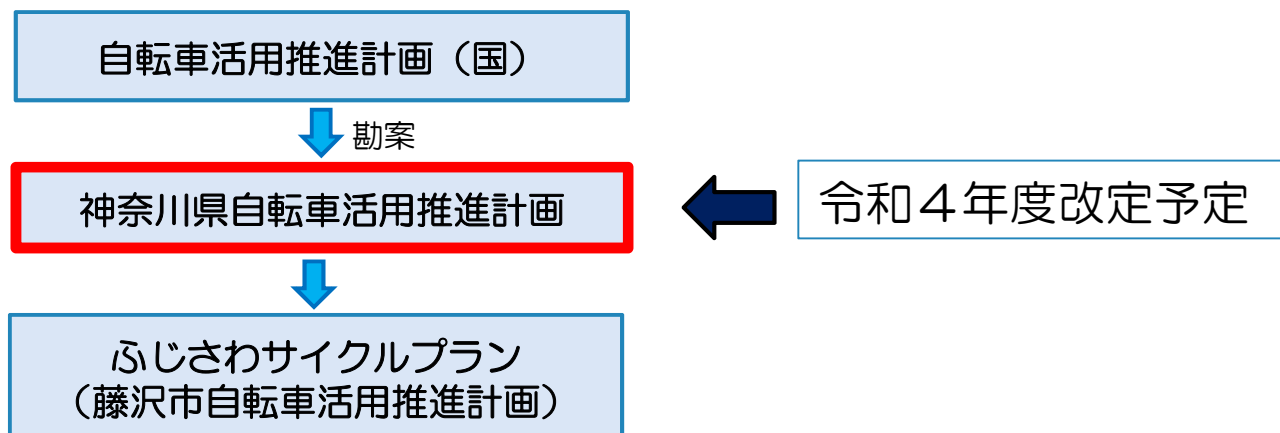 自転車活用推進計画（国）
勘案
神奈川県自転車活用推進計画
令和４年度改定予定
ふじさわサイクルプラン
（藤沢市自転車活用推進計画）